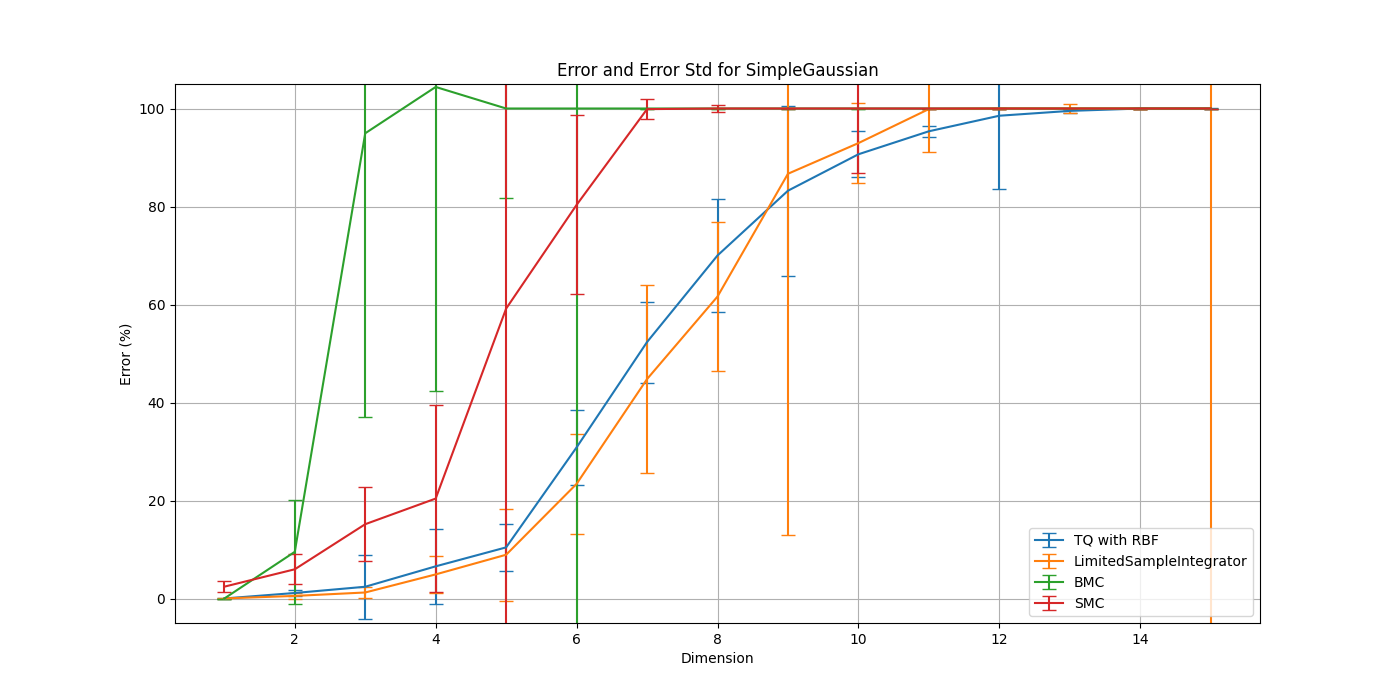 Error and Error Std for SimpleGaussian
100
80
60
40
20
0
Error (%)
2 4 6 8 10 12 14
Dimension
TQ with RBF
LimitedSampleIntegrator
BMC
SMC